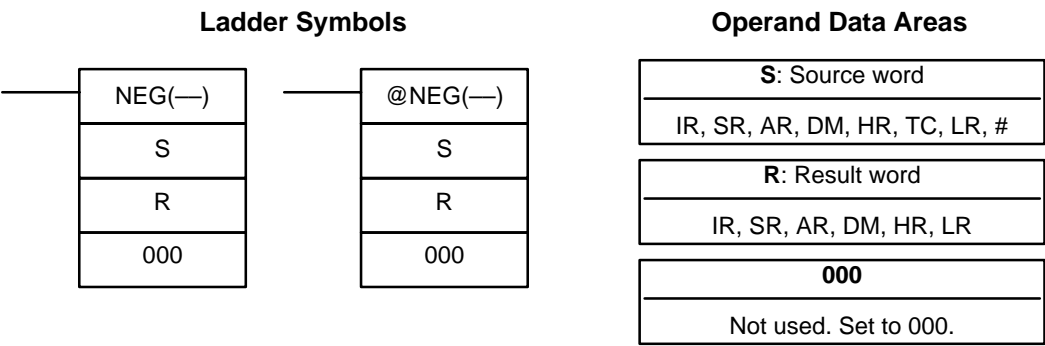 Ladder Symbols
NEG(––)
S
R
000
@NEG(––)
S
R
000
Operand Data Areas
S: Source word
IR, SR, AR, DM, HR, TC, LR, #
R: Result word
IR, SR, AR, DM, HR, LR
000
Not used. Set to 000.